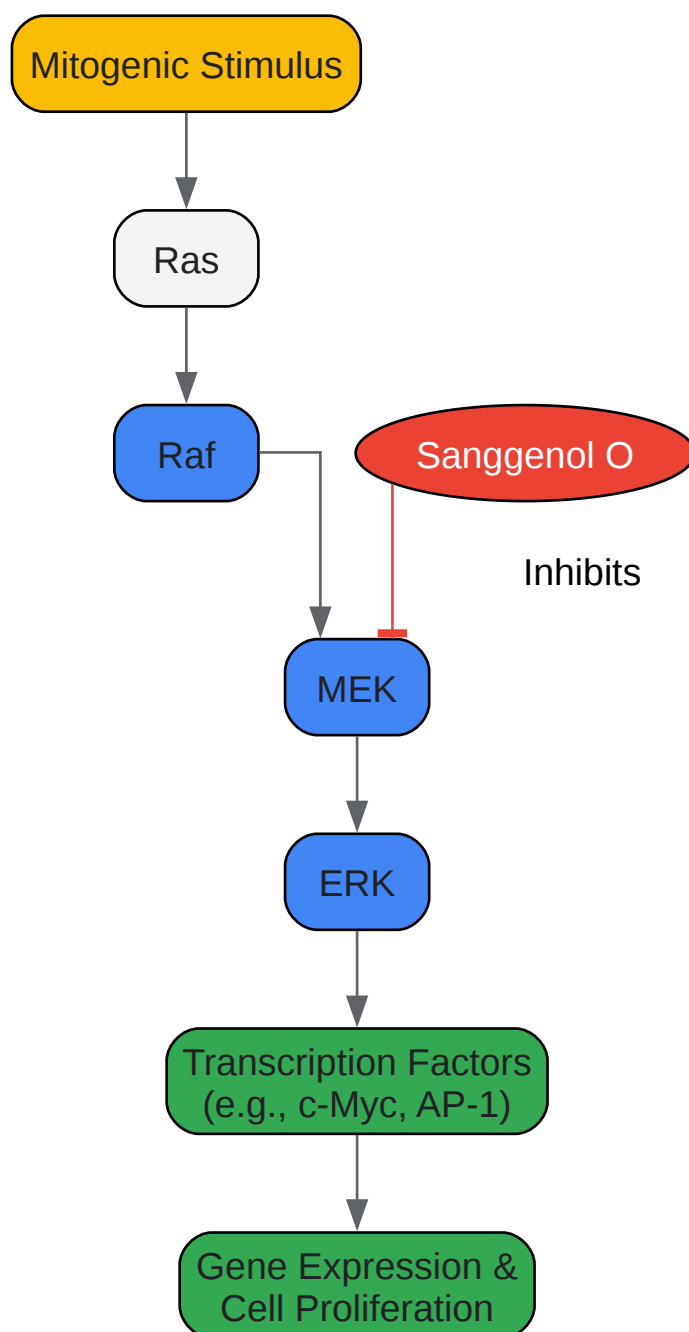 Mitogenic Stimulus
Ras
Raf
Sanggenol O
Inhibits
MEK
ERK
Transcription Factors
(e.g., c-Myc, AP-1)
Gene Expression &
Cell Proliferation